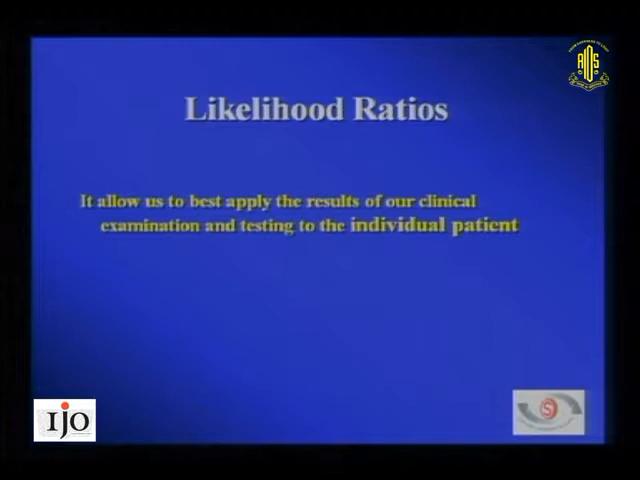 Likelihood Ratios
It allow us to best apply the results of our clinical
examination and testing to the individual patient
IJO